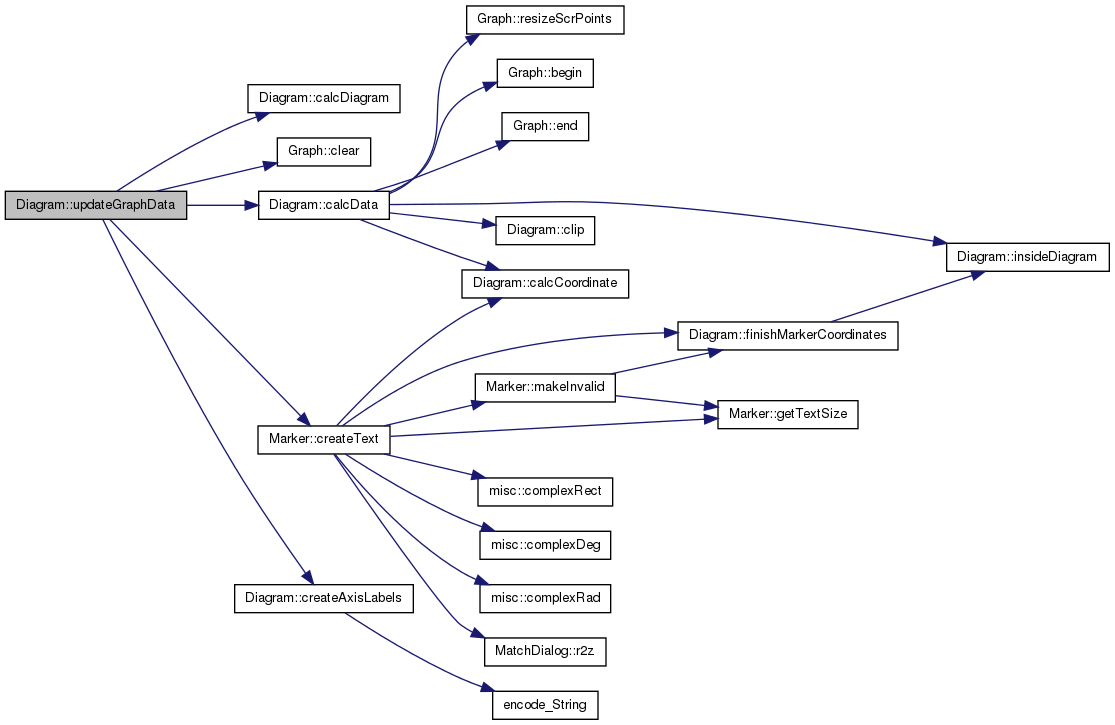 Graph::resizeScrPoints
Graph::begin
Diagram::calcDiagram
Graph::end
Graph::clear
Diagram::updateGraphData
Diagram::calcData
Diagram::clip
Diagram::insideDiagram
Diagram::calcCoordinate
Diagram::finishMarkerCoordinates
Marker::makeInvalid
Marker::getTextSize
Marker::createText
misc::complexRect
misc::complexDeg
Diagram::createAxisLabels
misc::complexRad
MatchDialog::r2z
encode_String